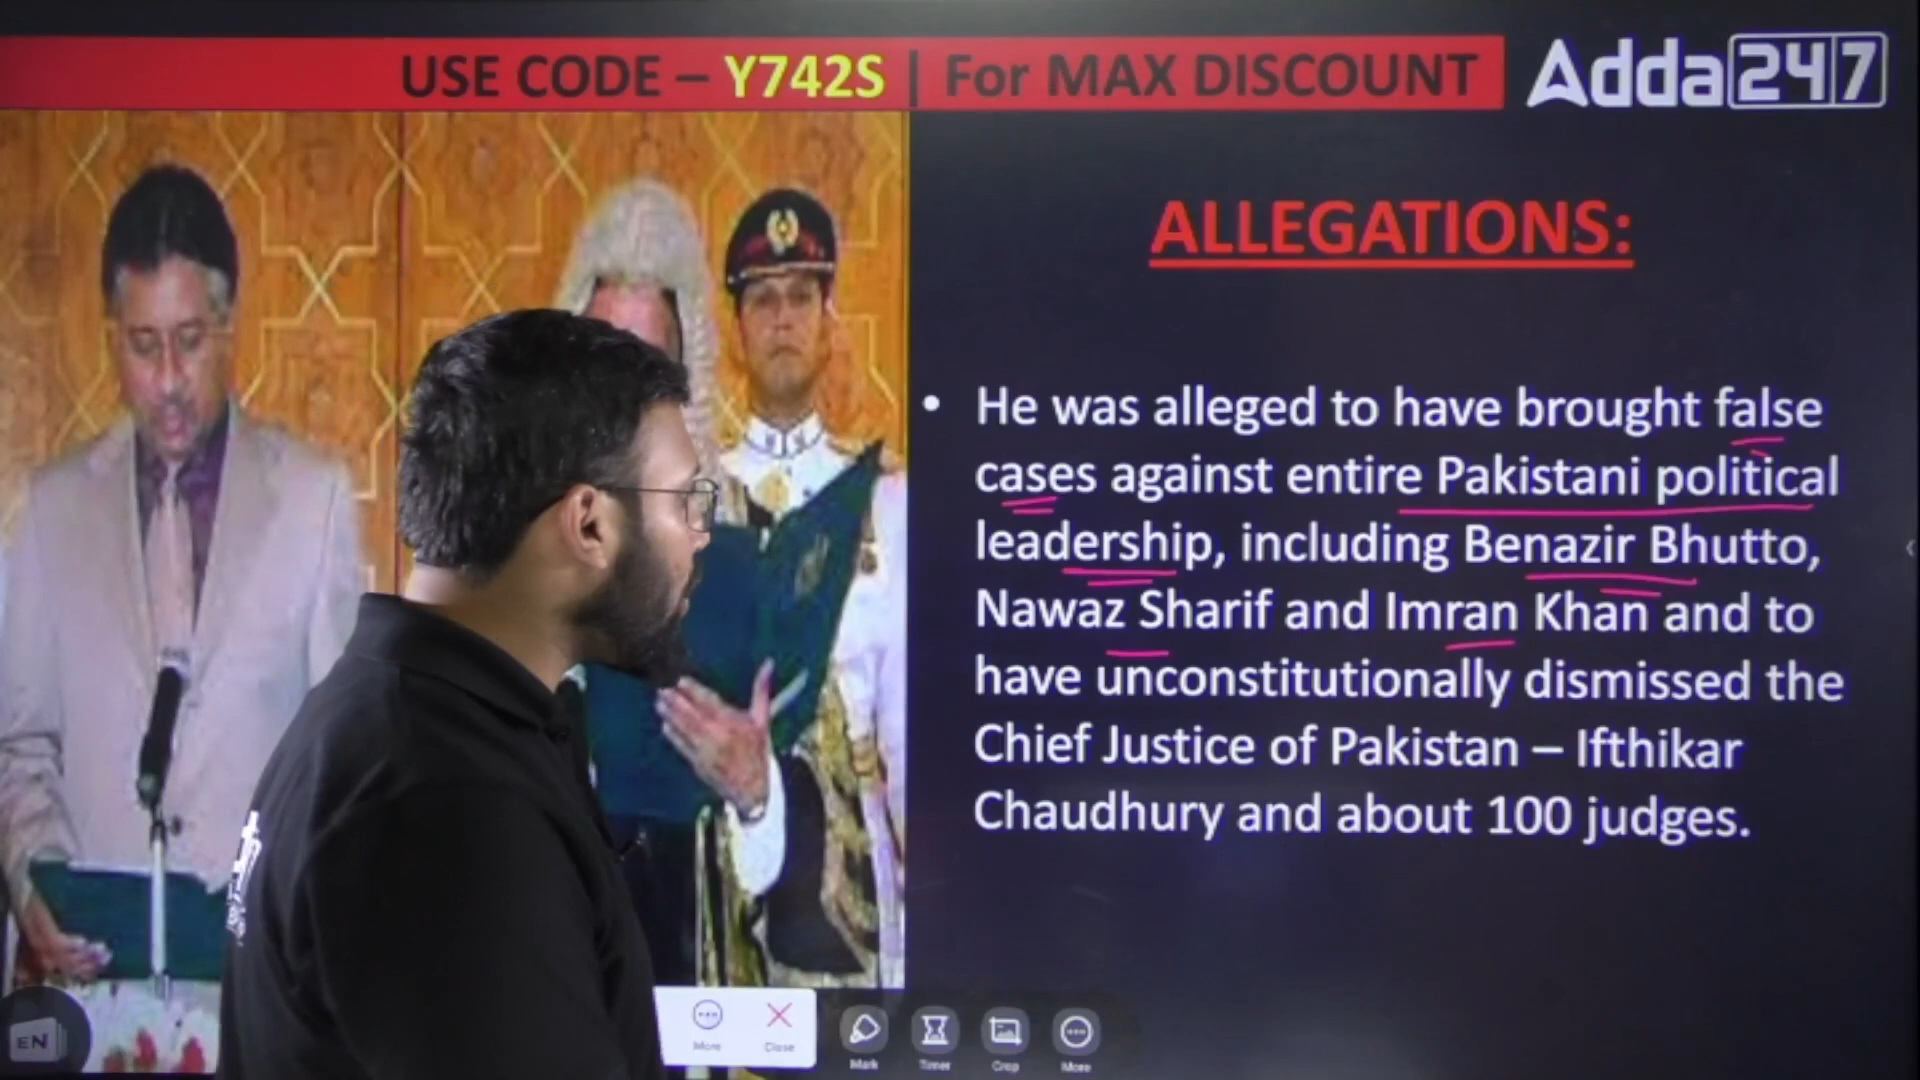 USE CODE – Y742S | For MAX DISCOUNT
Adda247
ALLEGATIONS:
• He was alleged to have brought false
cases against entire Pakistani political
leadership, including Benazir Bhutto,
Nawaz Sharif and Imran Khan and to
have unconstitutionally dismissed the
Chief Justice of Pakistan – Ifthikar
Chaudhury and about 100 judges.
EN
More
Close
Mark
Timer
Crop
More